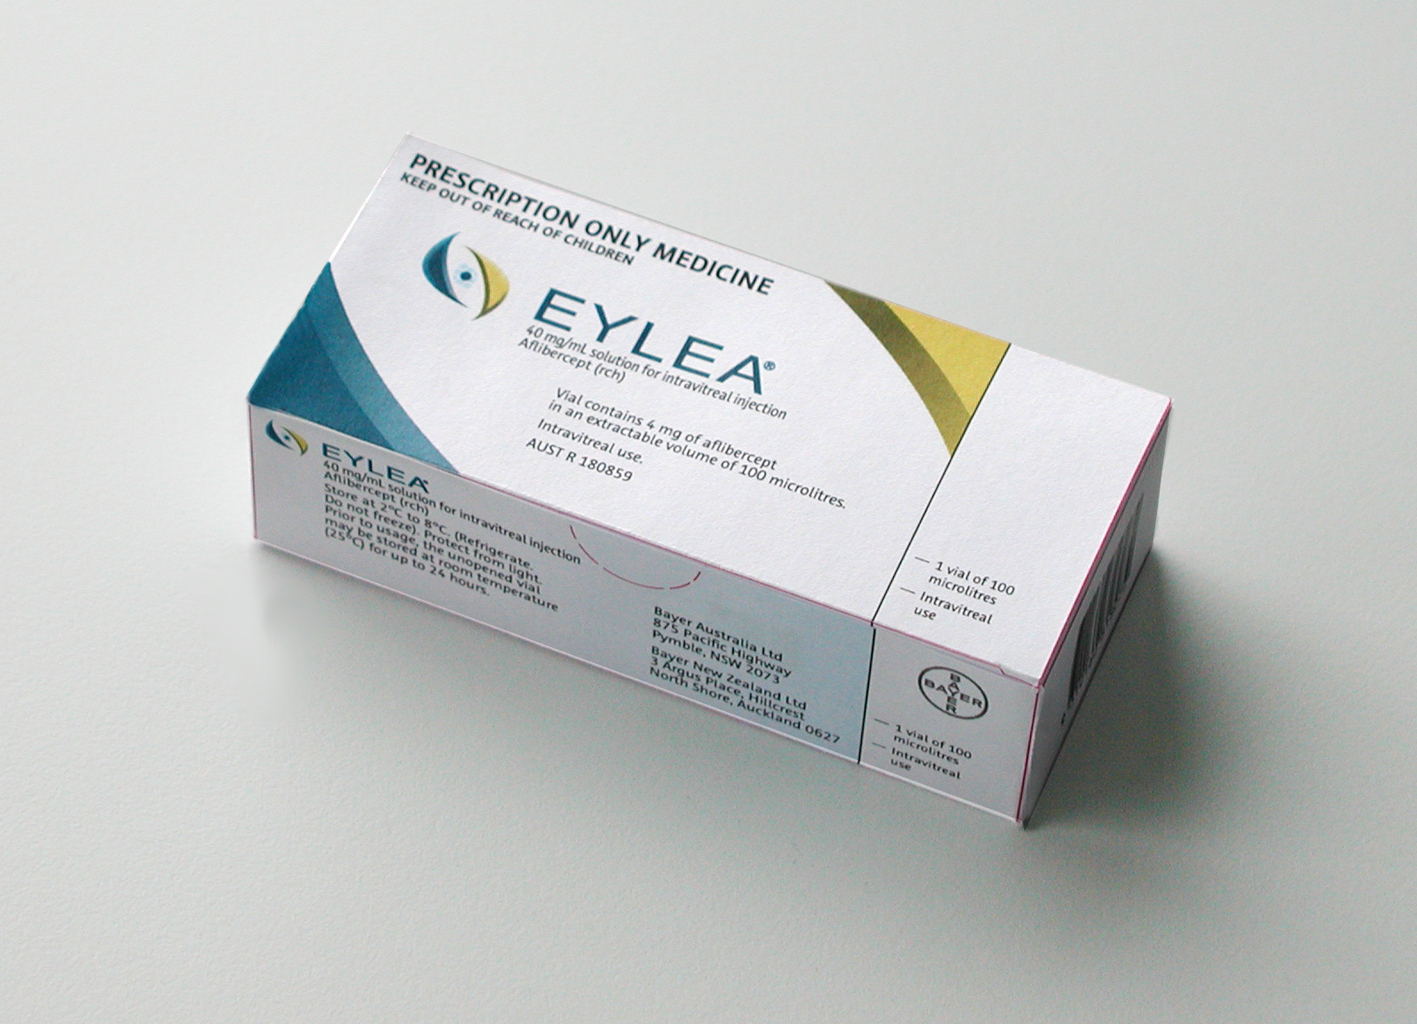 PRESCRIPTION ONLY MEDICINE
KEEP OUT OF REACH OF CHILDREN
EYLEA®
40 mg/mL solution for intravitreal injection
Aflibercept (rch)
Vial contains 4 mg of aflibercept
in an extractable volume of 100 microlitres.
Intravitreal use.
AUST R 180859
— 1 vial of 100
microlitres
— Intravitreal
use
EYLEA®
40 mg/mL solution for intravitreal injection
Aflibercept (rch)
Store at 2°C to 8°C. (Refrigerate.
Do not freeze). Protect from light.
Prior to usage, the unopened vial
may be stored at room temperature
(25°C) for up to 24 hours.
Bayer Australia Ltd
875 Pacific Highway
Pymble, NSW 2073
Bayer New Zealand Ltd
3 Argus Place, Hillcrest
North Shore, Auckland 0627
BAYER
BAYER
— 1 vial of 100
microlitres
— Intravitreal
use